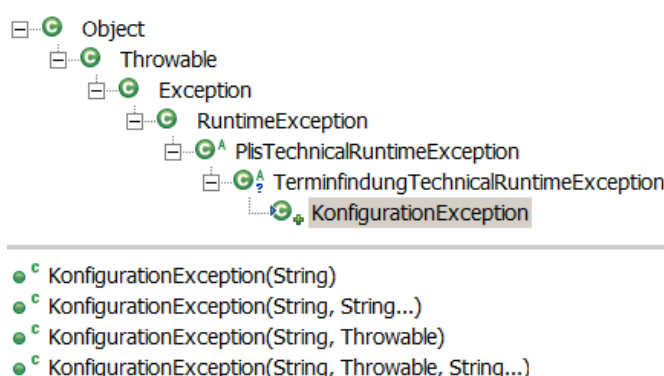 Object
Throwable
Exception
RuntimeException
A PlisTechnicalRuntimeException
A ? TerminfindungTechnicalRuntimeException
KonfigurationException
c KonfigurationException(String)
c KonfigurationException(String, String...)
c KonfigurationException(String, Throwable)
c KonfigurationException(String, Throwable, String...)